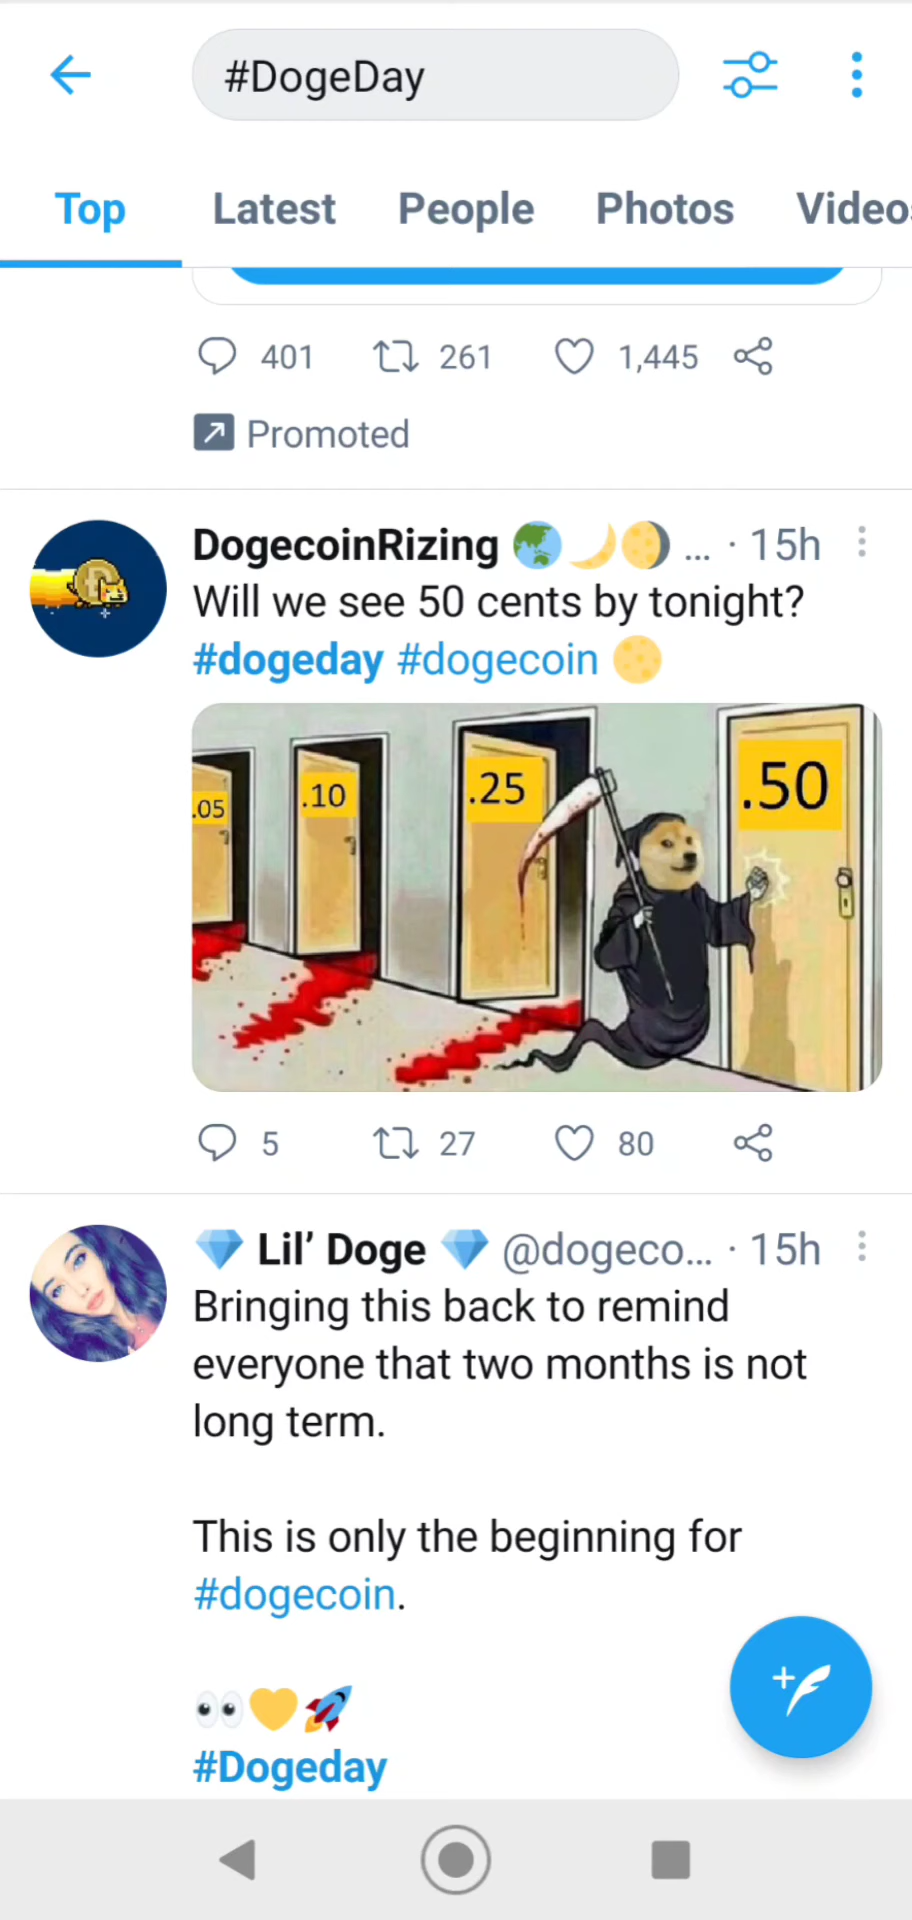 #DogeDay
Top Latest People Photos Video
401 261 1,445
Promoted
DogecoinRizing 🌏🌙🌖 ... · 15h
Will we see 50 cents by tonight?
#dogeday #dogecoin 🌕
.05 .10 .25 .50
5 27 80
💎 Lil’ Doge 💎 @dogeco... · 15h
Bringing this back to remind
everyone that two months is not
long term.
This is only the beginning for
#dogecoin.
👀💛🚀
#Dogeday